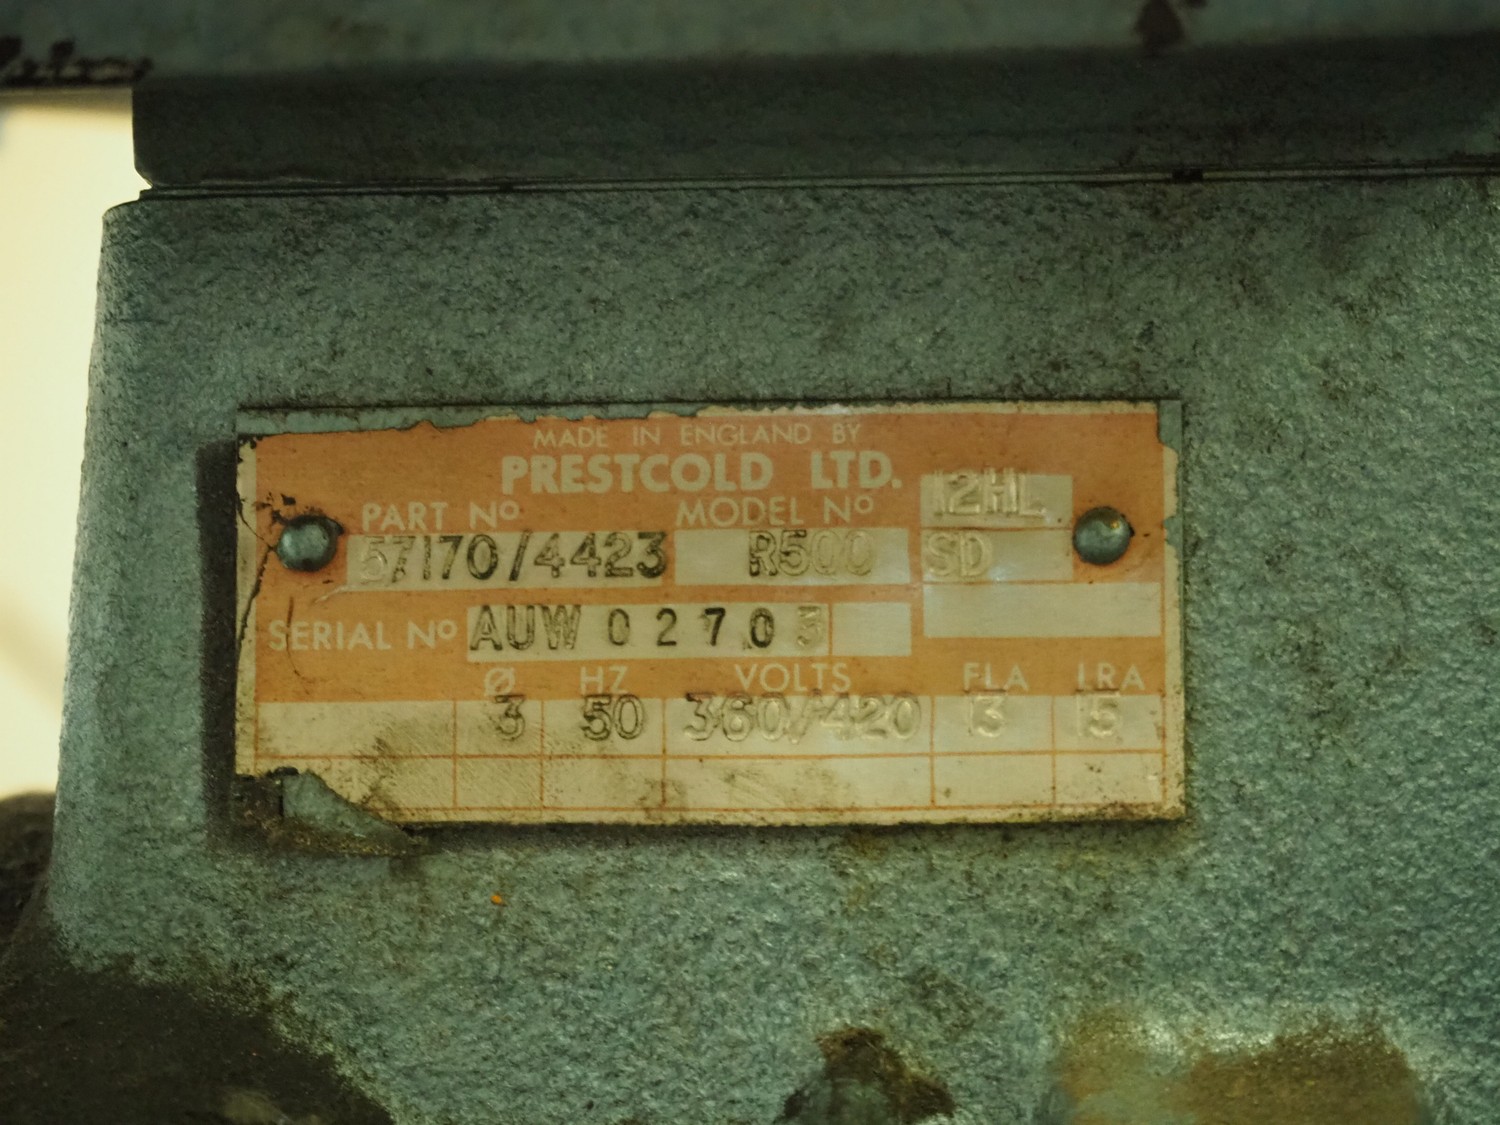 MADE IN ENGLAND BY
PRESTCOLD LTD.
PART Nº MODEL Nº 12HL
57170/4423 R500 SD
SERIAL Nº AUW 02705
Ø HZ VOLTS FLA LRA
3 50 360/420 13 15